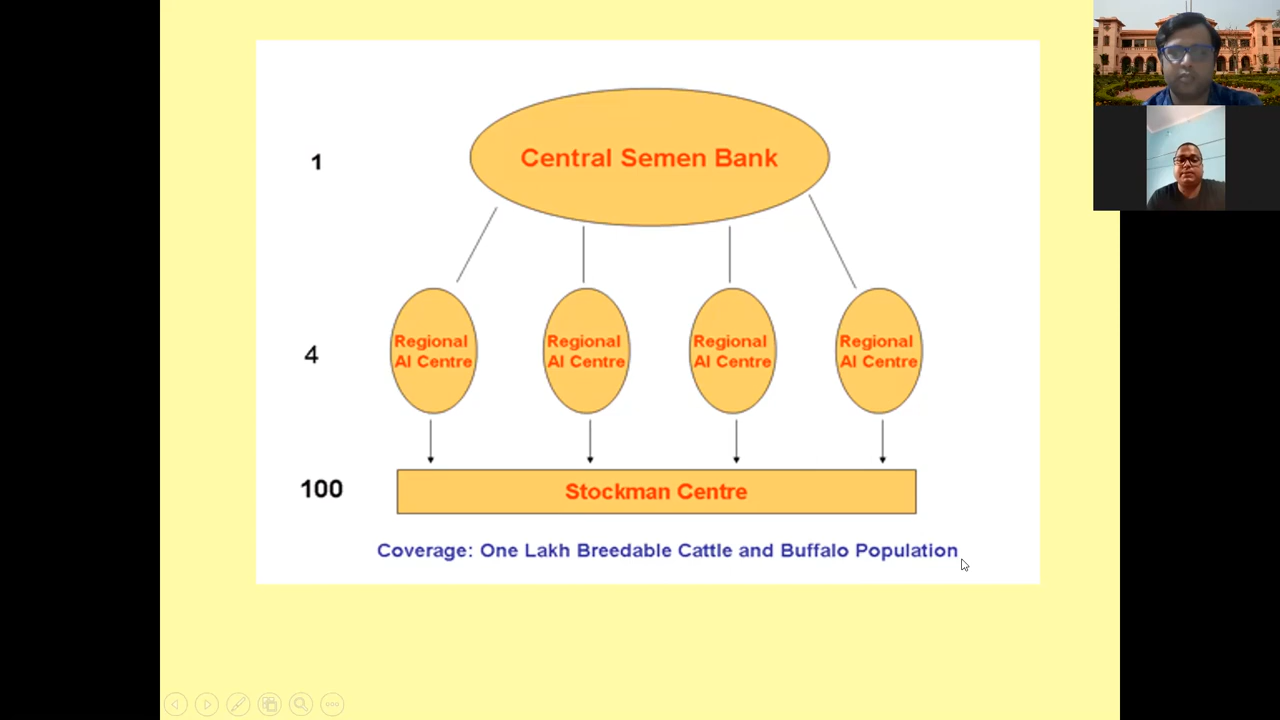 1
Central Semen Bank
4
Regional
AI Centre
Regional
AI Centre
Regional
AI Centre
Regional
AI Centre
100
Stockman Centre
Coverage: One Lakh Breedable Cattle and Buffalo Population